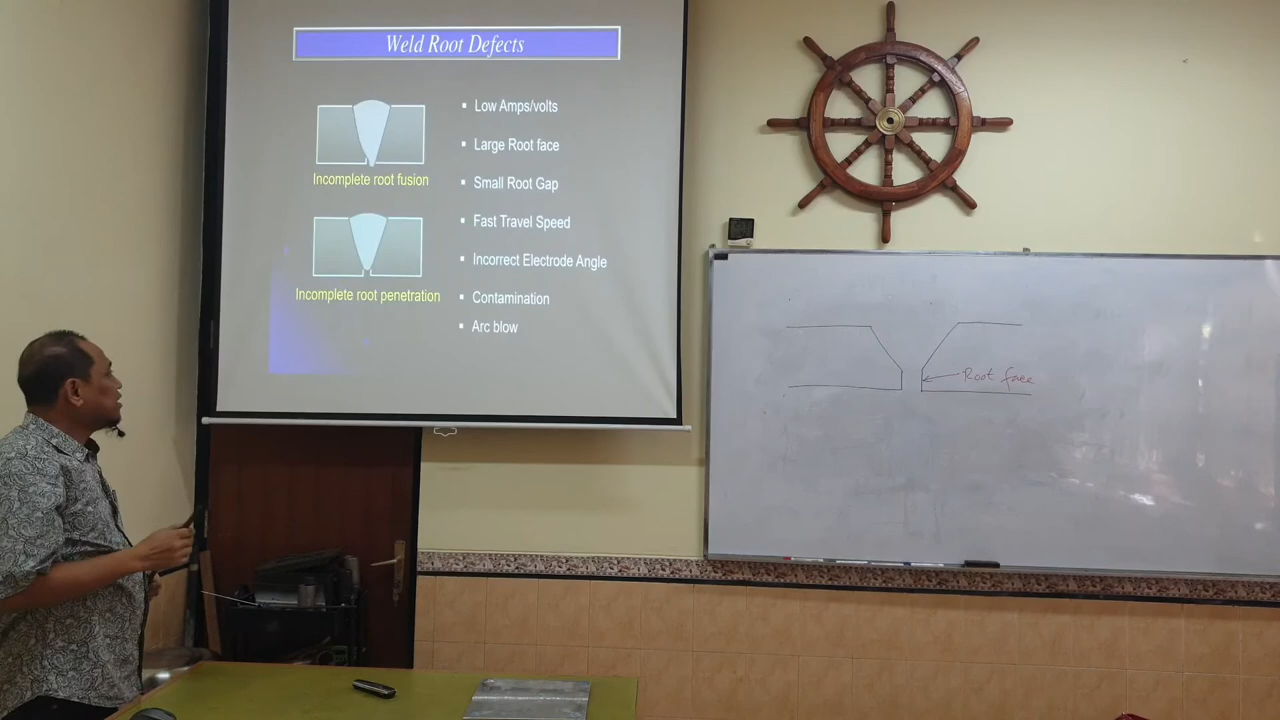 Weld Root Defects
Incomplete root fusion
Incomplete root penetration
▪ Low Amps/volts
▪ Large Root face
▪ Small Root Gap
▪ Fast Travel Speed
▪ Incorrect Electrode Angle
▪ Contamination
▪ Arc blow
Root face